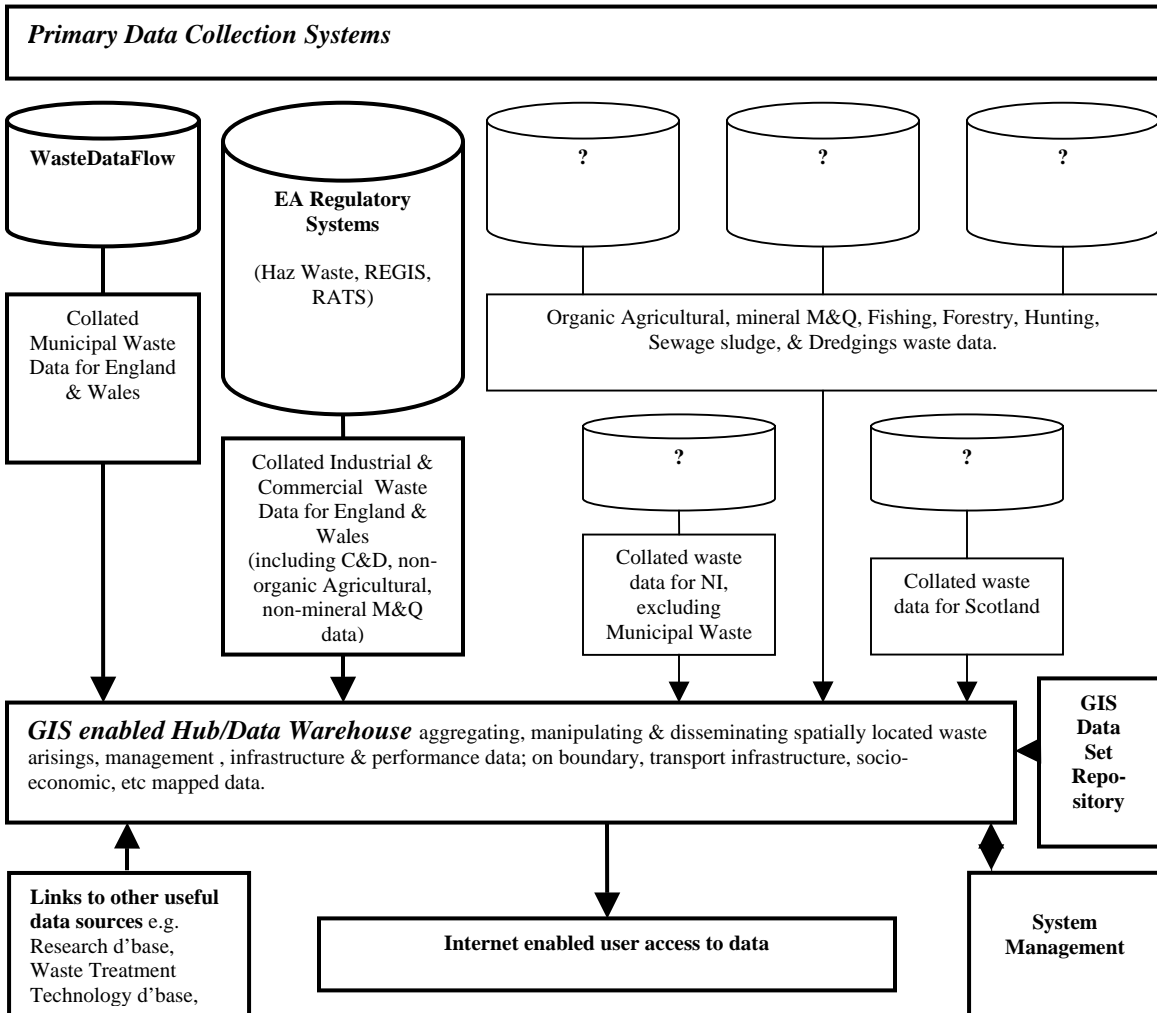 Primary Data Collection Systems
WasteDataFlow
EA Regulatory
Systems
(Haz Waste, REGIS,
RATS)
?
?
?
Collated
Municipal Waste
Data for England
& Wales
Organic Agricultural, mineral M&Q, Fishing, Forestry, Hunting,
Sewage sludge, & Dredgings waste data.
Collated Industrial &
Commercial Waste
Data for England &
Wales
(including C&D, non-
organic Agricultural,
non-mineral M&Q
data)
?
?
Collated waste
data for NI,
excluding
Municipal Waste
Collated waste
data for Scotland
GIS enabled Hub/Data Warehouse aggregating, manipulating & disseminating spatially located waste
arisings, management , infrastructure & performance data; on boundary, transport infrastructure, socio-
economic, etc mapped data.
GIS
Data
Set
Repo-
sitory
Links to other useful
data sources e.g.
Research d’base,
Waste Treatment
Technology d’base,
Internet enabled user access to data
System
Management